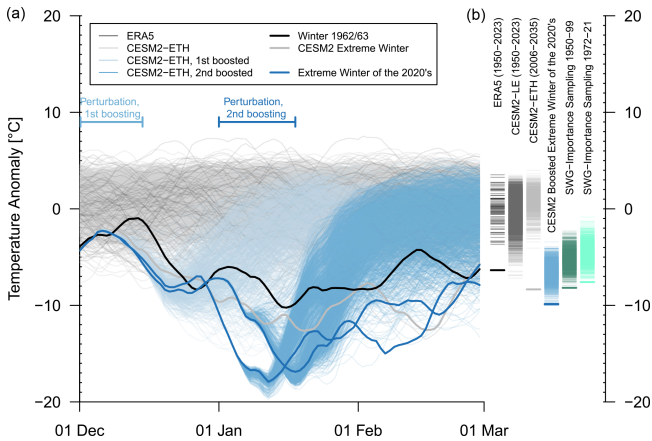 (a)
(b)
ERA5
CESM2−ETH
CESM2−ETH, 1st boosted
CESM2−ETH, 2nd boosted
Winter 1962/63
CESM2 Extreme Winter
Extreme Winter of the 2020's
Perturbation,
1st boosting
Perturbation,
2nd boosting
Temperature Anomaly [°C]
20
10
0
−10
−20
01 Dec
01 Jan
01 Feb
01 Mar
ERA5 (1950−2023)
CESM2−LE (1950−2023)
CESM2−ETH (2006−2035)
CESM2 Boosted Extreme Winter of the 2020's
SWG−Importance Sampling 1950−99
SWG−Importance Sampling 1972−21
20
10
0
−10
−20